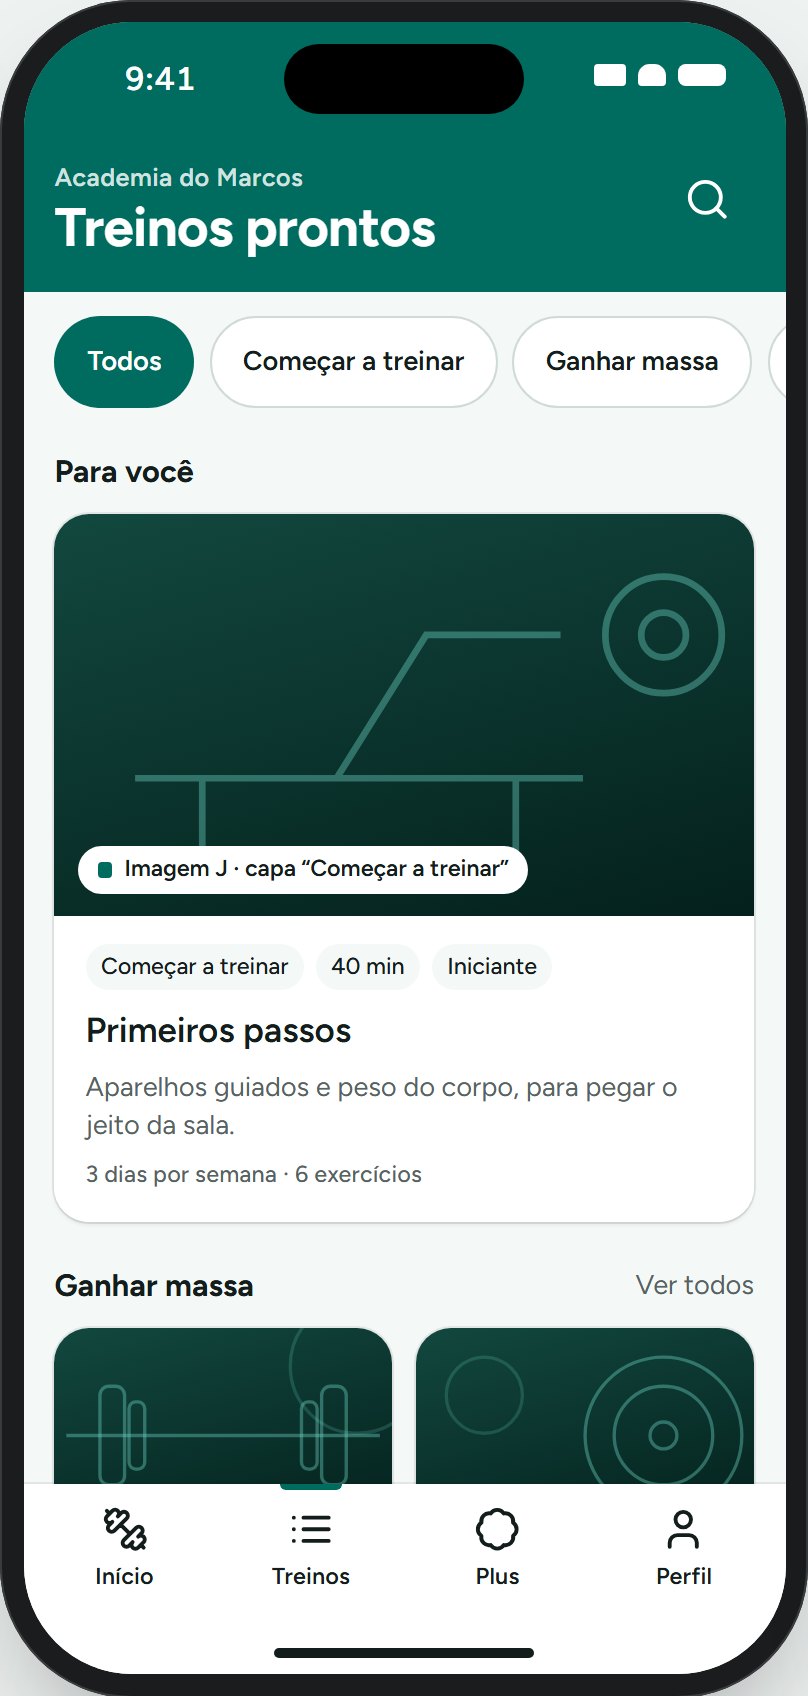 9:41
Academia do Marcos
Treinos prontos
Todos
Começar a treinar
Ganhar massa
Para você
Imagem J · capa “Começar a treinar”
Começar a treinar
40 min
Iniciante
Primeiros passos
Aparelhos guiados e peso do corpo, para pegar o
jeito da sala.
3 dias por semana · 6 exercícios
Ganhar massa
Ver todos
Início
Treinos
Plus
Perfil